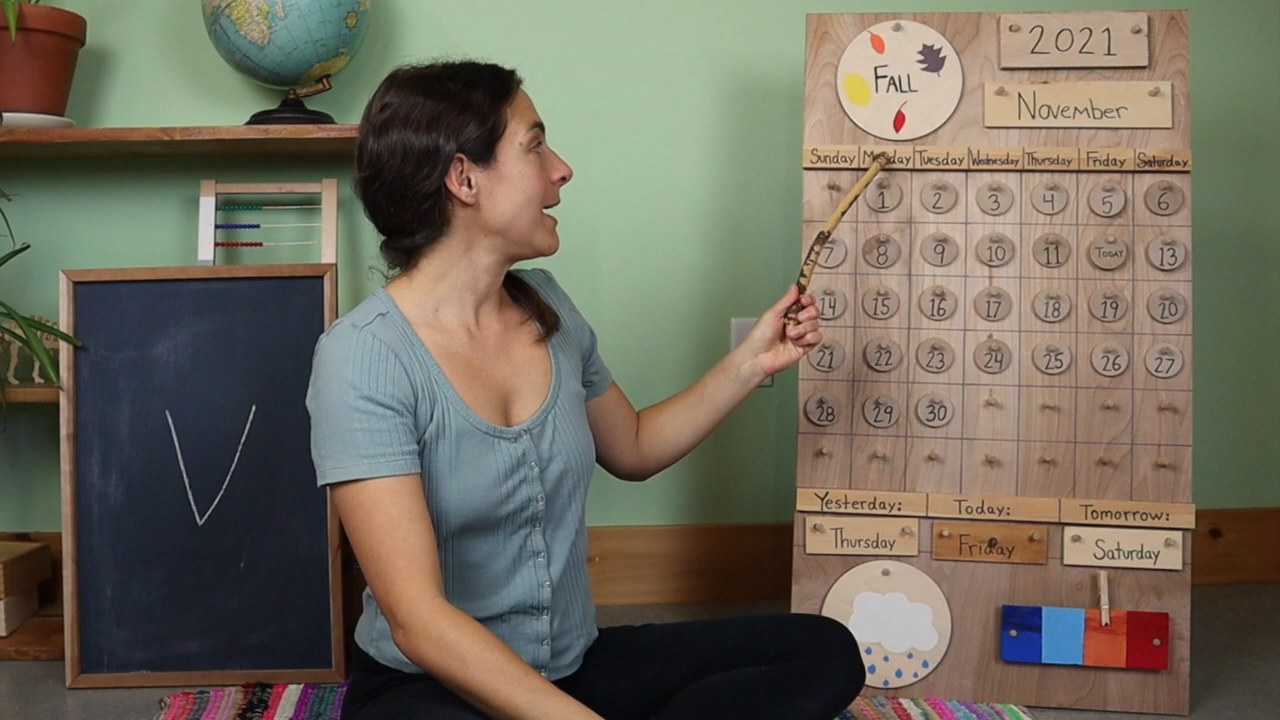 V
FALL
2021
November
Sunday Monday Tuesday Wednesday Thursday Friday Saturday
1 2 3 4 5 6
7 8 9 10 11 TODAY 13
14 15 16 17 18 19 20
21 22 23 24 25 26 27
28 29 30
Yesterday: Today: Tomorrow:
Thursday Friday Saturday